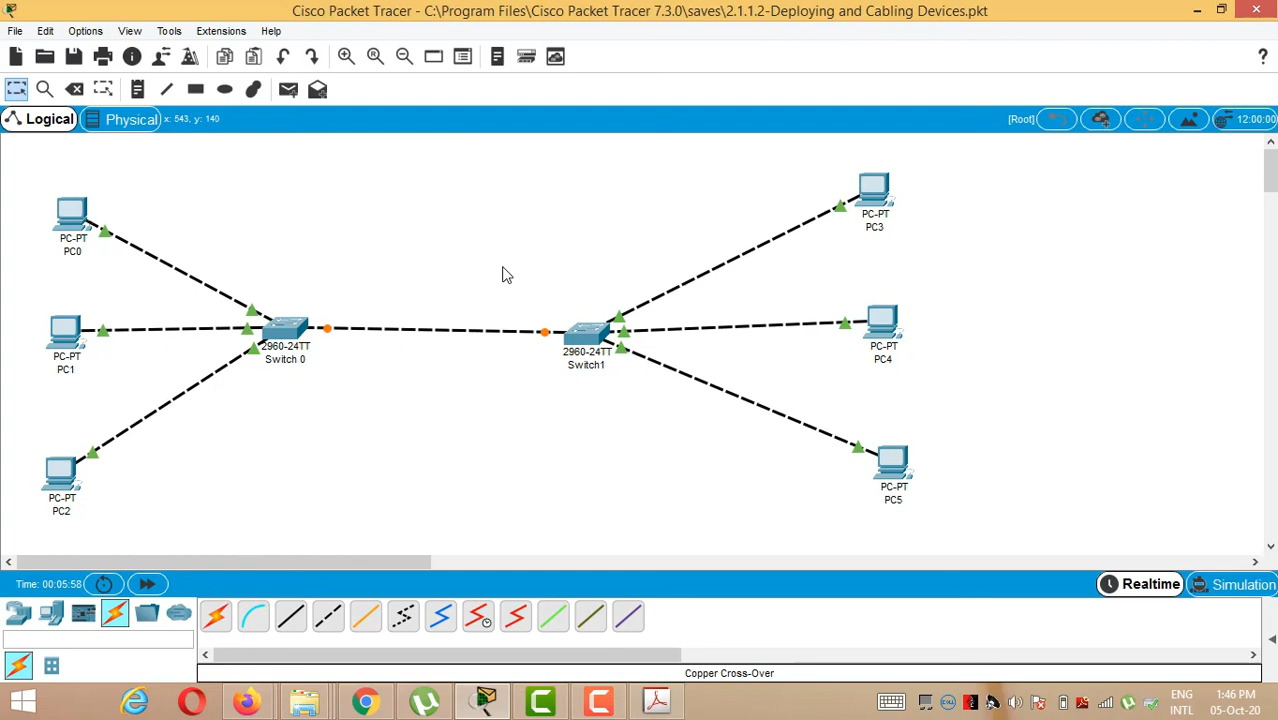 Cisco Packet Tracer - C:\Program Files\Cisco Packet Tracer 7.3.0\saves\2.1.1.2-Deploying and Cabling Devices.pkt
File Edit Options View Tools Extensions Help
Logical Physical x: 543, y: 140 [Root] 12:00:00
PC-PT
PC0
PC-PT
PC1
PC-PT
PC2
2960-24TT
Switch 0
2960-24TT
Switch1
PC-PT
PC3
PC-PT
PC4
PC-PT
PC5
Time: 00:05:58 Realtime Simulation
Copper Cross-Over
ENG
INTL
1:46 PM
05-Oct-20